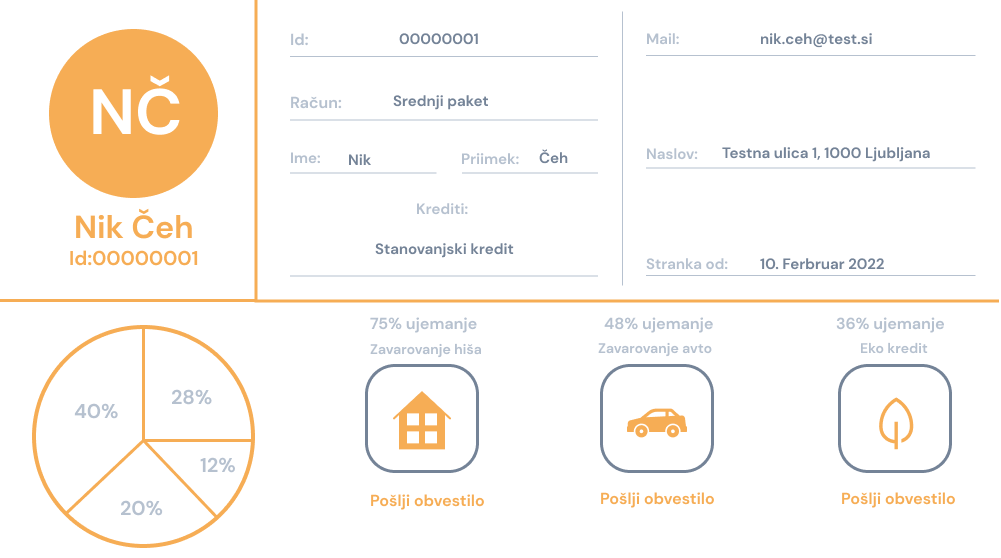 NČ
Nik Čeh
Id:00000001
Id: 00000001
Račun: Srednji paket
Ime: Nik Priimek: Čeh
Krediti:
Stanovanjski kredit
Mail: nik.ceh@test.si
Naslov: Testna ulica 1, 1000 Ljubljana
Stranka od: 10. Ferbruar 2022
40%
28%
12%
20%
75% ujemanje
Zavarovanje hiša
Pošlji obvestilo
48% ujemanje
Zavarovanje avto
Pošlji obvestilo
36% ujemanje
Eko kredit
Pošlji obvestilo